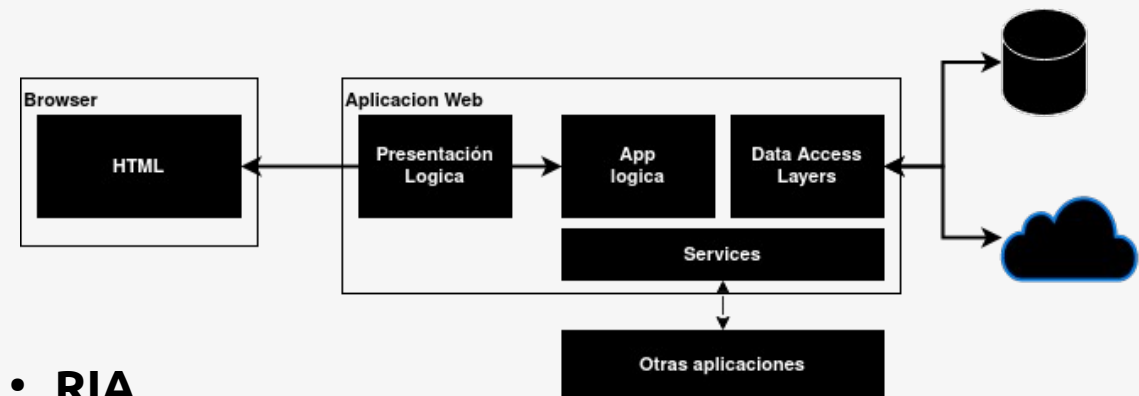 Browser
HTML
Aplicacion Web
Presentación
Logica
App
logica
Data Access
Layers
Services
Otras aplicaciones
• RIA